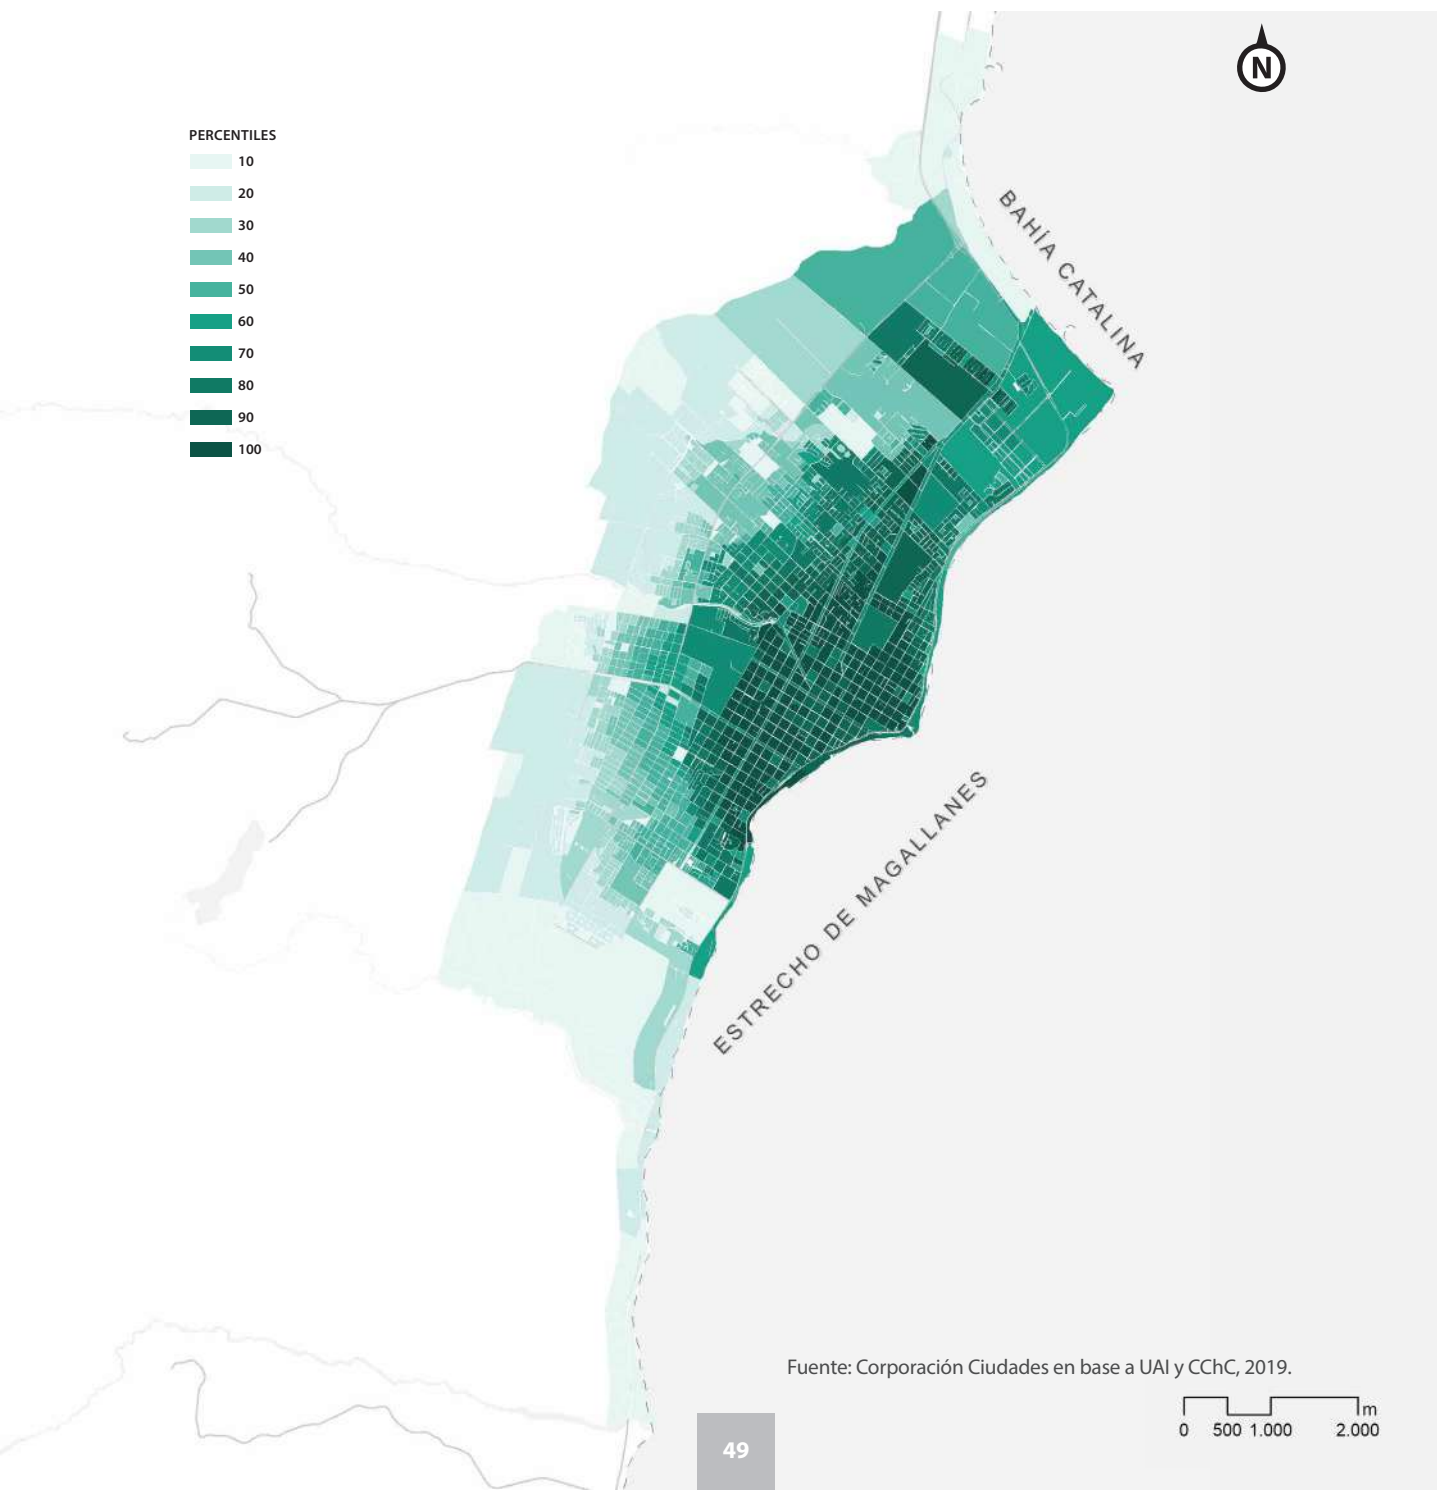 N
PERCENTILES
10
20
30
40
50
60
70
80
90
100
BAHÍA CATALINA
ESTRECHO DE MAGALLANES
Fuente: Corporación Ciudades en base a UAI y CChC, 2019.
m
0 500 1.000 2.000
49